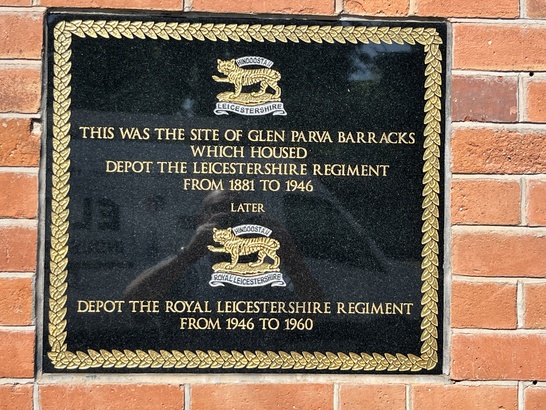 HINDOOSTAN
LEICESTERSHIRE
THIS WAS THE SITE OF GLEN PARVA BARRACKS
WHICH HOUSED
DEPOT THE LEICESTERSHIRE REGIMENT
FROM 1881 TO 1946
LATER
HINDOOSTAN
ROYAL LEICESTERSHIRE
DEPOT THE ROYAL LEICESTERSHIRE REGIMENT
FROM 1946 TO 1960